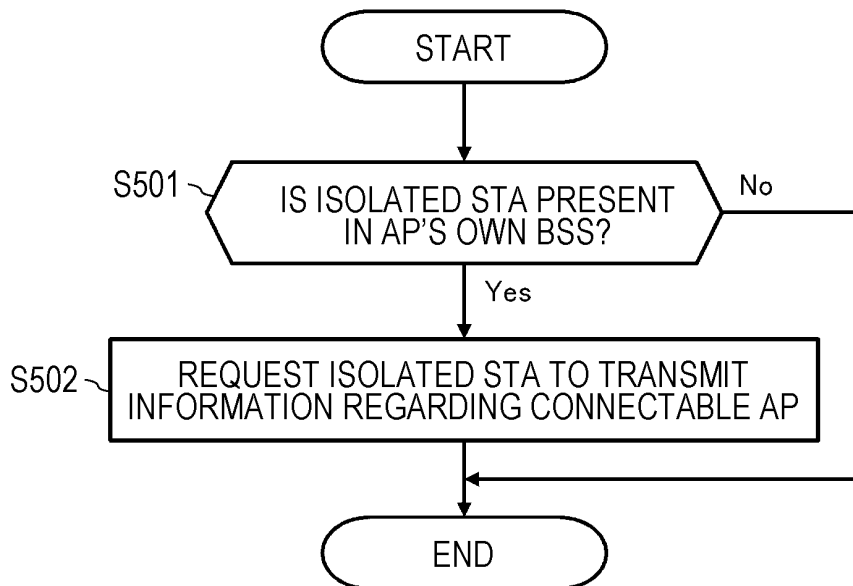 START
S501
IS ISOLATED STA PRESENT
IN AP'S OWN BSS?
No
Yes
S502
REQUEST ISOLATED STA TO TRANSMIT
INFORMATION REGARDING CONNECTABLE AP
END